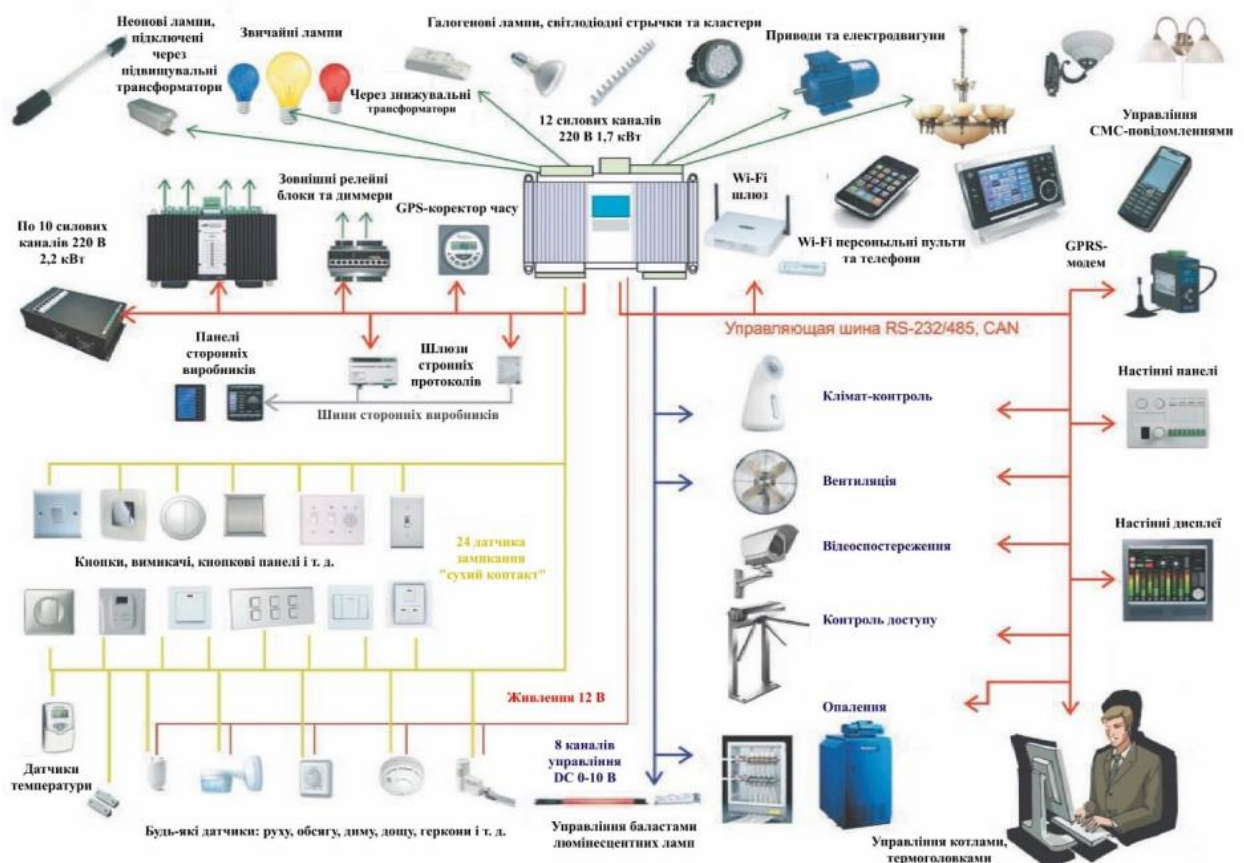 Неонові лампи,
підключені
через
підвищувальні
трансформатори
Звичайні лампи
Галогенові лампи, світлодіодні стрычки та кластери
Через знижувальні
трансформатори
12 силових каналів
220 В 1,7 кВт
Приводи та електродвигуни
Управління
СМС-повідомленнями
По 10 силових
каналів 220 В
2,2 кВт
Зовнішні релейні
блоки та диммери
GPS-коректор часу
Wi-Fi
шлюз
Wi-Fi персоныльні пульти
та телефони
GPRS-
модем
Управляющая шина RS-232/485, CAN
Панелі
сторонніх
виробників
Шлюзи
стронніх
протоколів
Шини сторонніх виробників
Клімат-контроль
Настінні панелі
Вентиляція
Кнопки, вимикачі, кнопкові панелі і т. д.
24 датчика
замикання
"сухий контакт"
Відеоспостереження
Настінні дисплеї
Контроль доступу
Живлення 12 В
Опалення
Датчики
температури
8 каналів
управління
DC 0-10 В
Будь-які датчики: руху, обсягу, диму, дощу, геркони і т. д.
Управління баластами
люмінесцентних ламп
Управління котлами,
термоголовками